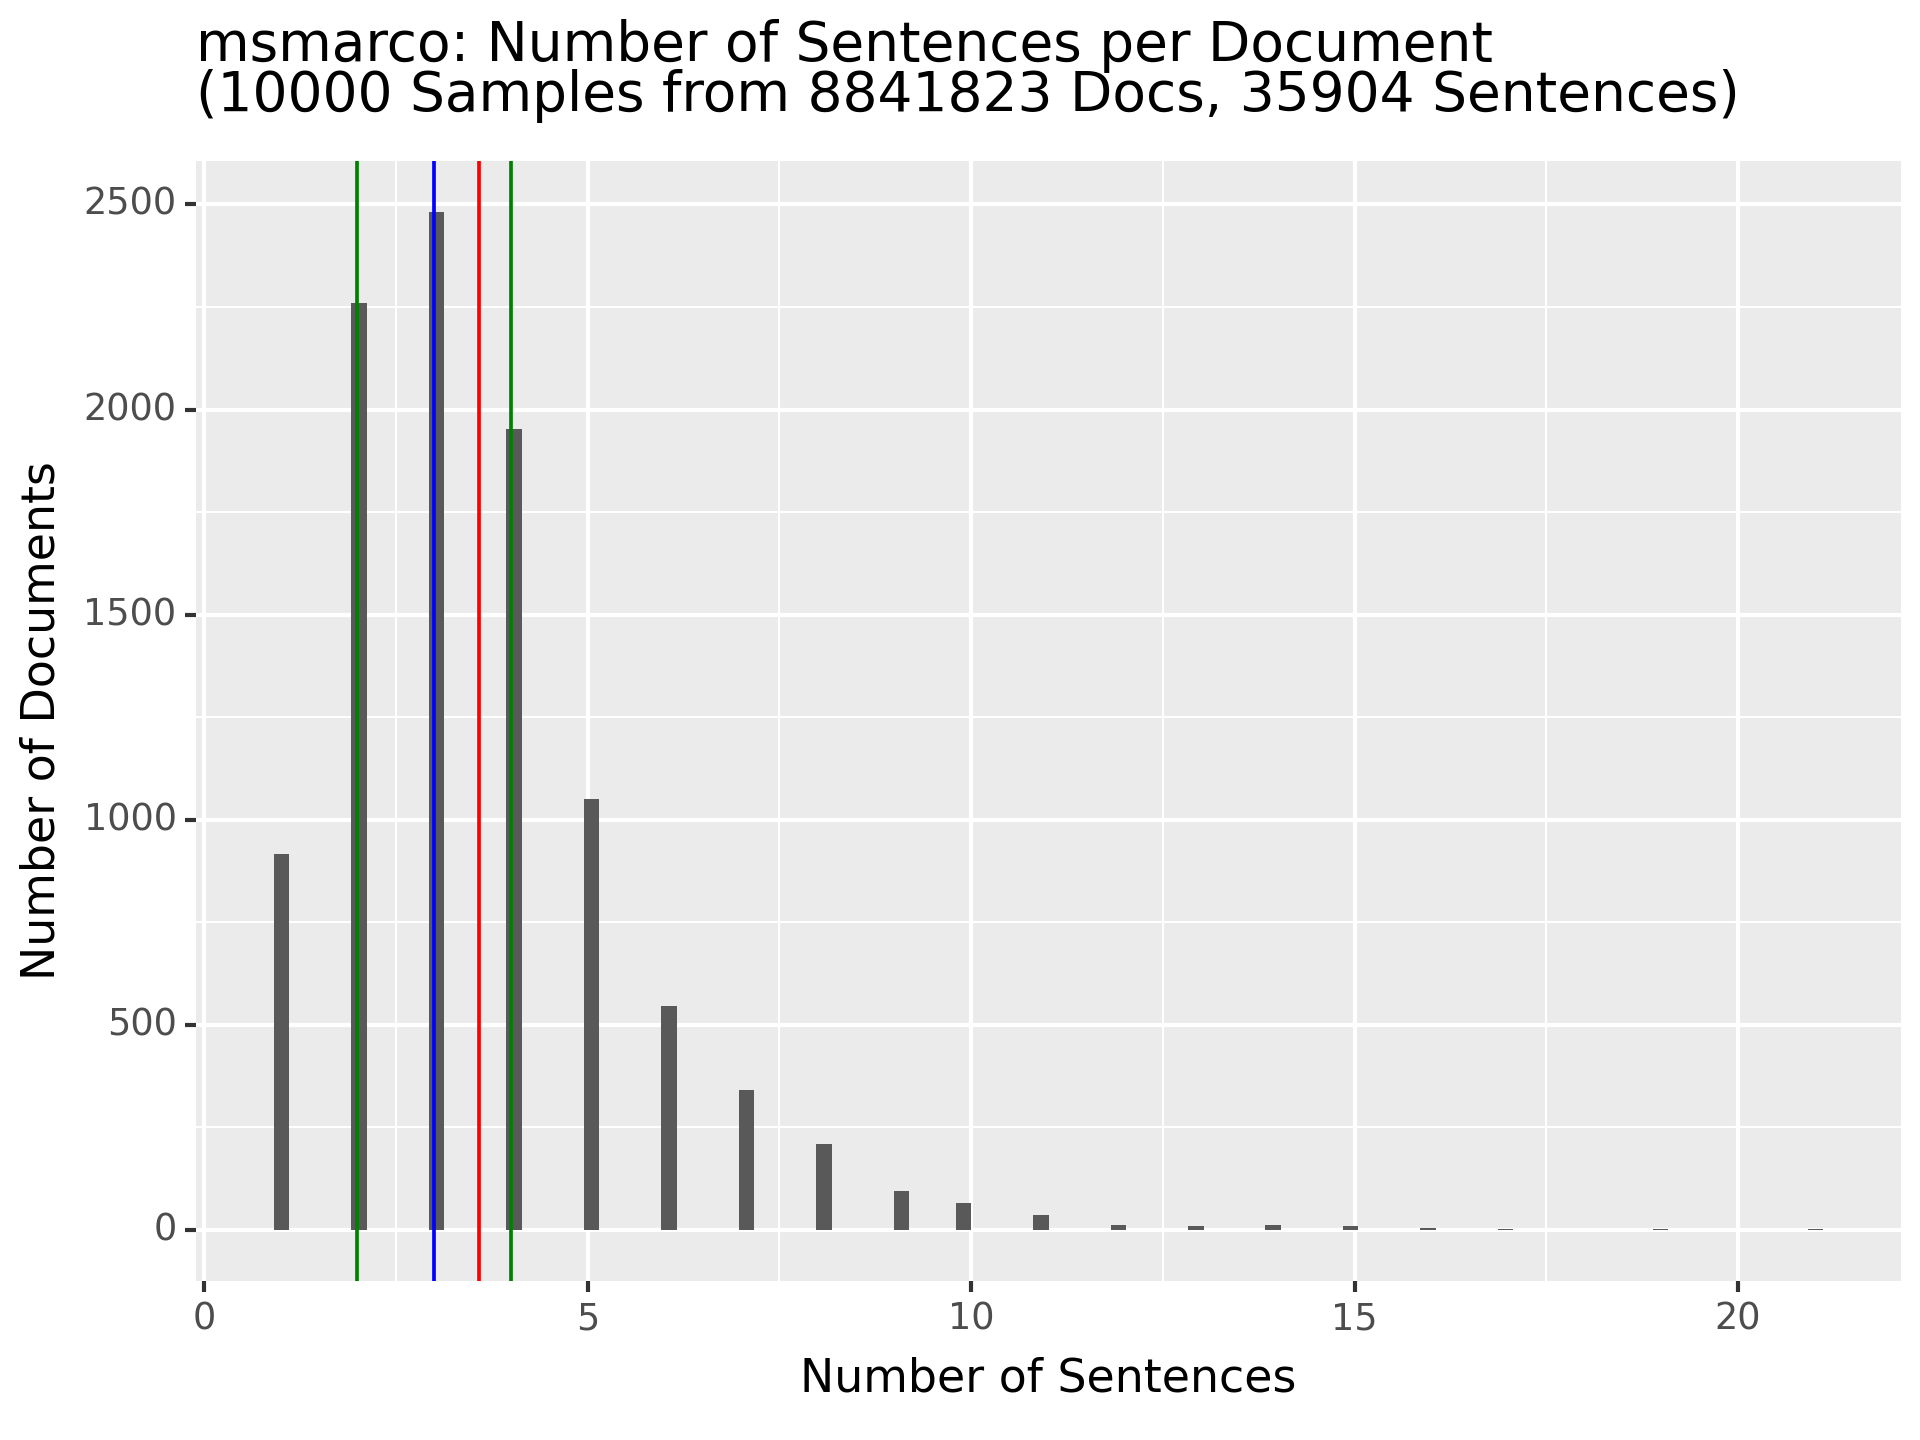 msmarco: Number of Sentences per Document
(10000 Samples from 8841823 Docs, 35904 Sentences)
Number of Documents
2500
2000
1500
1000
500
0
0
5
10
15
20
Number of Sentences